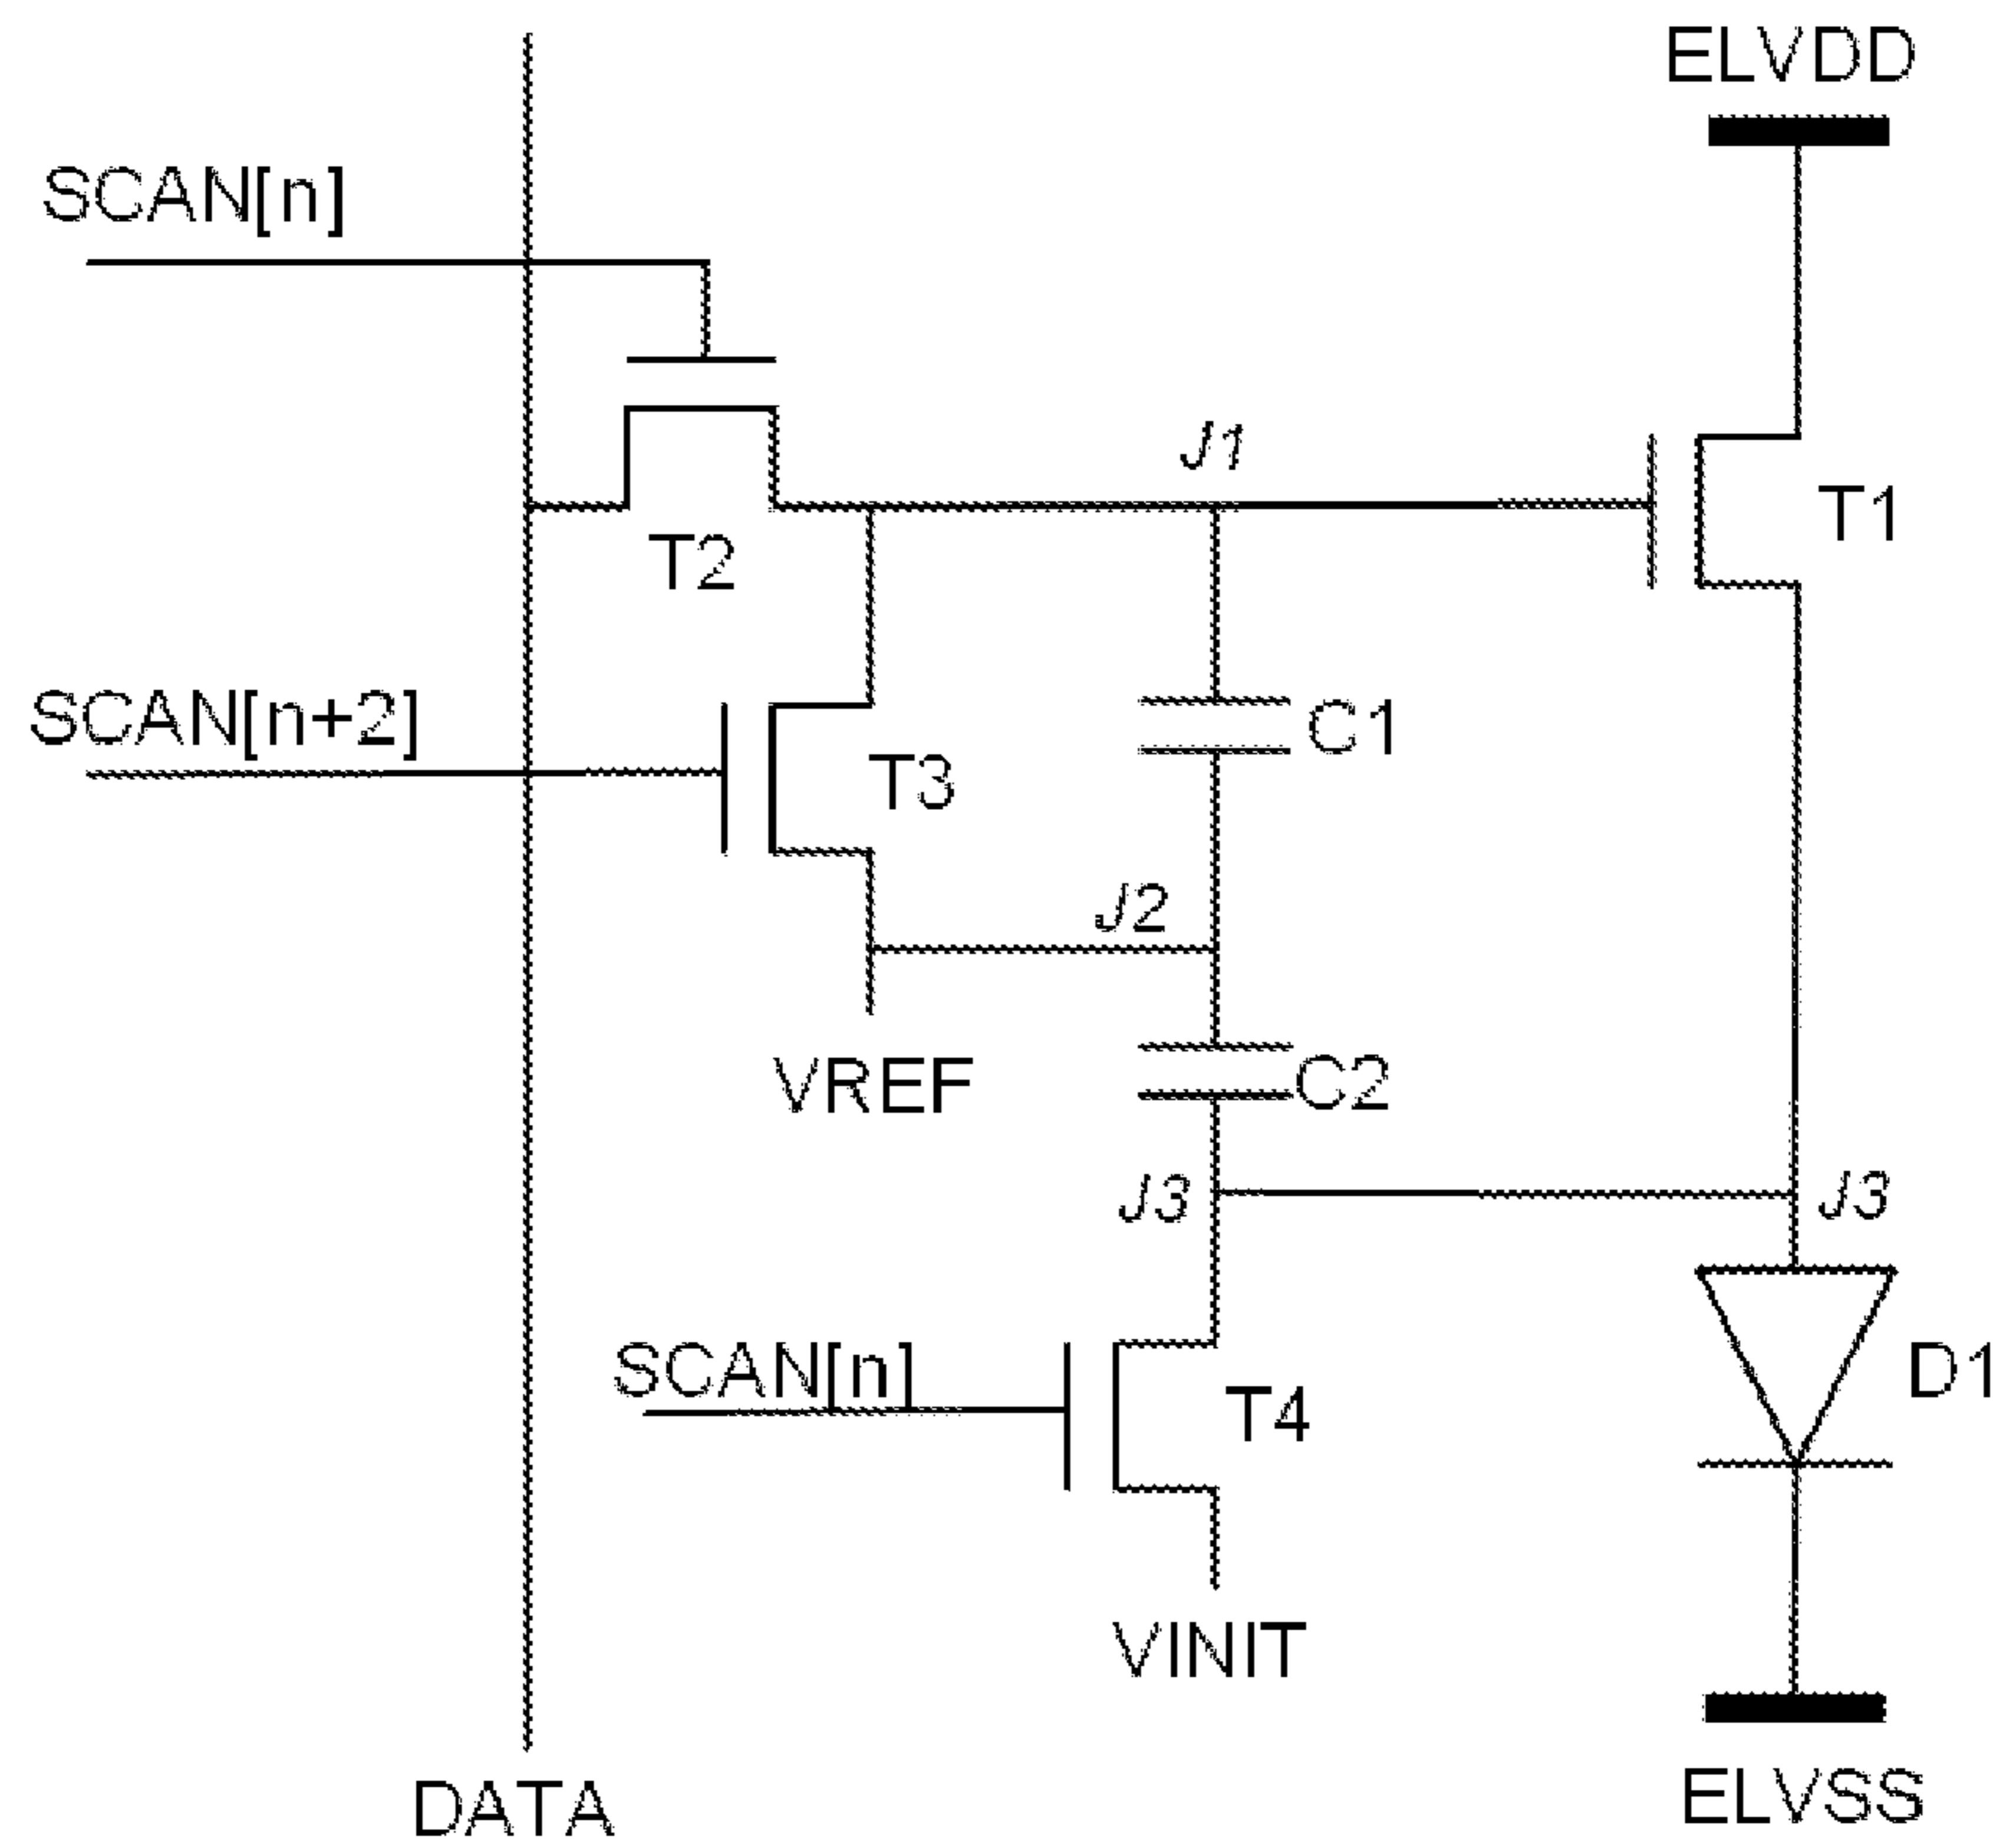 ELVDD
SCAN[n]
J1
T1
T2
SCAN[n+2]
T3
C1
J2
VREF
C2
J3
J3
SCAN[n]
T4
D1
VINIT
DATA
ELVSS